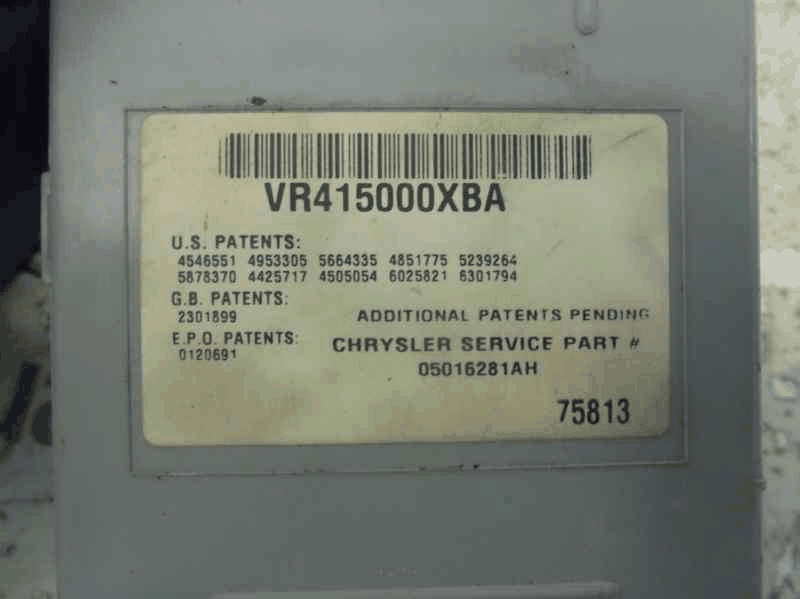 VR415000XBA
U.S. PATENTS:
4546551 4953305 5664335 4851775 5239264
5878370 4425717 4505054 6025821 6301794
G.B. PATENTS:
2301899
ADDITIONAL PATENTS PENDING
E.P.O. PATENTS:
0120691
CHRYSLER SERVICE PART #
05016281AH
75813